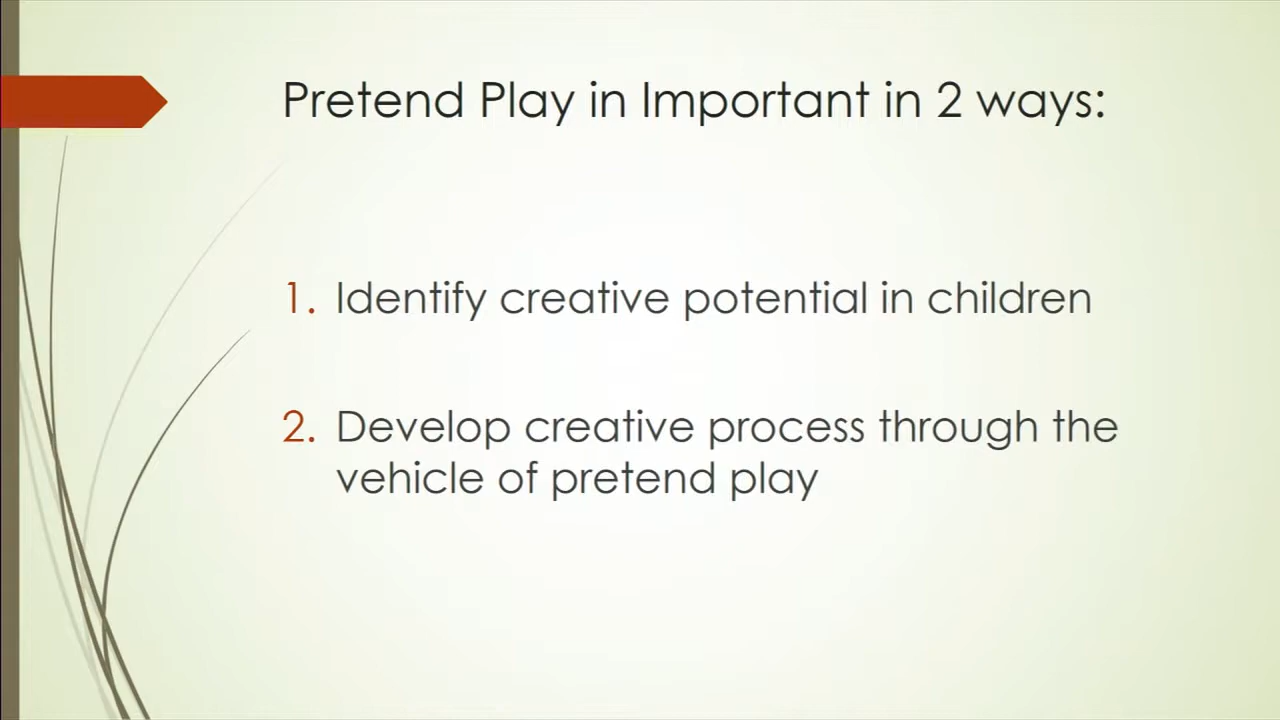 Pretend Play in Important in 2 ways:
1. Identify creative potential in children
2. Develop creative process through the
vehicle of pretend play